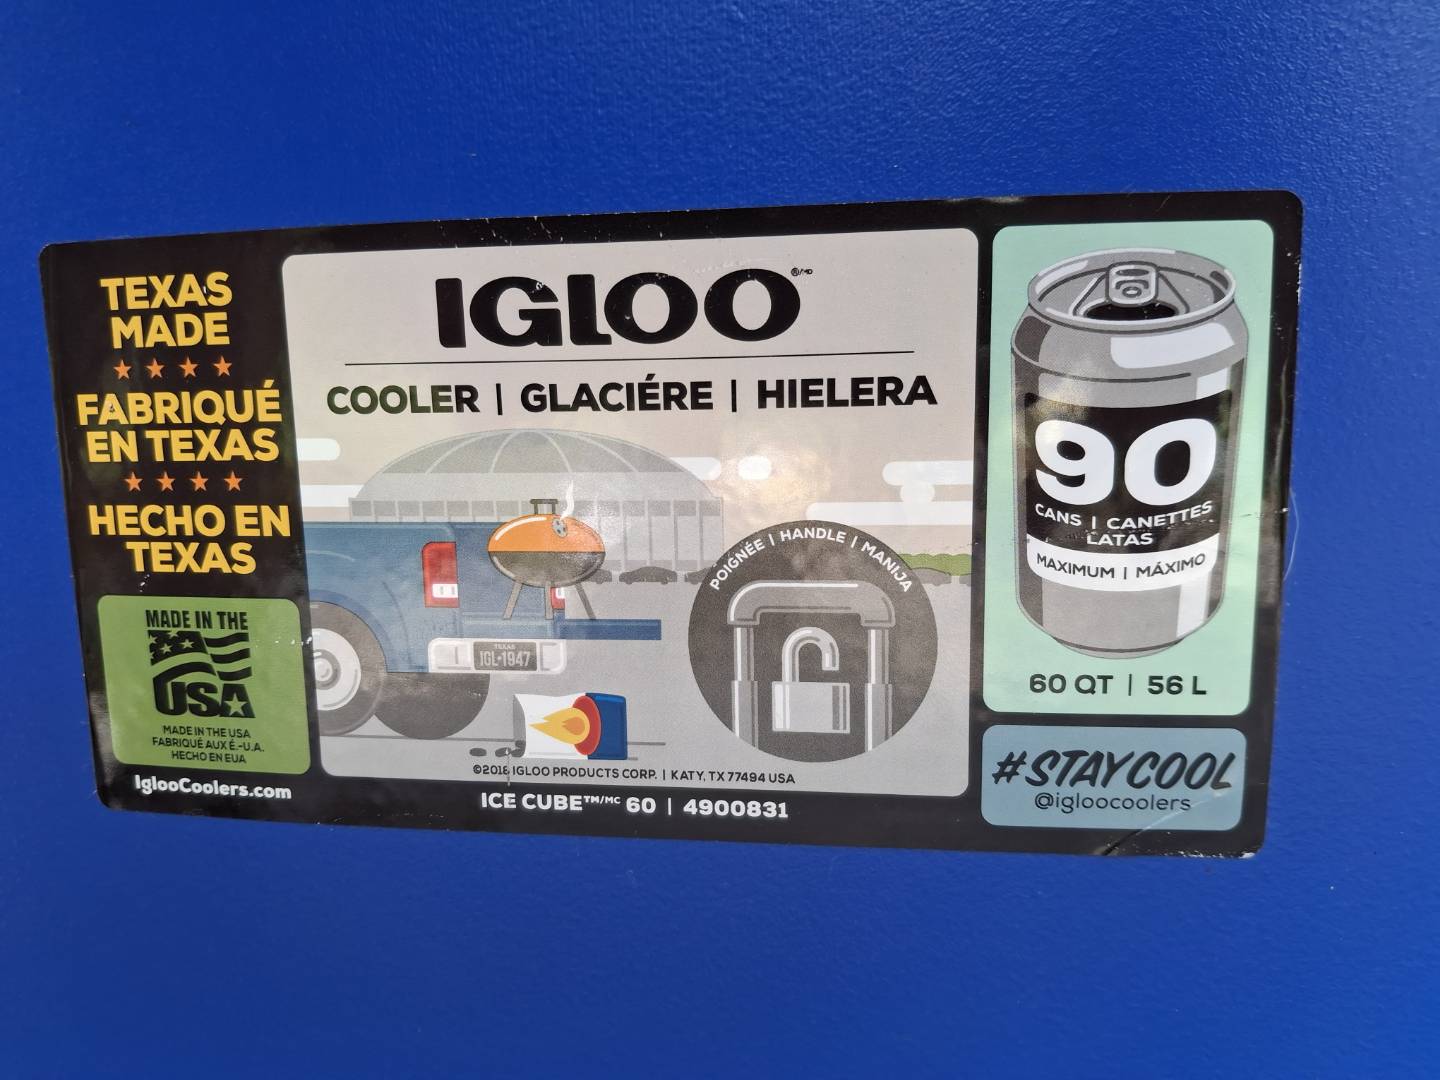 TEXAS
MADE
FABRIQUÉ
EN TEXAS
HECHO EN
TEXAS
MADE IN THE
USA
MADE IN THE USA
FABRIQUÉ AUX É.-U.A.
HECHO EN EUA
IglooCoolers.com
IGLOO ®/MD
COOLER | GLACIÉRE | HIELERA
TEXAS
IGL-1947
POIGNÉE | HANDLE | MANIJA
©2018 IGLOO PRODUCTS CORP. | KATY, TX 77494 USA
ICE CUBE™/MC 60 | 4900831
90
CANS | CANETTES
LATAS
MAXIMUM | MÁXIMO
60 QT | 56 L
#STAYCOOL
@igloocoolers